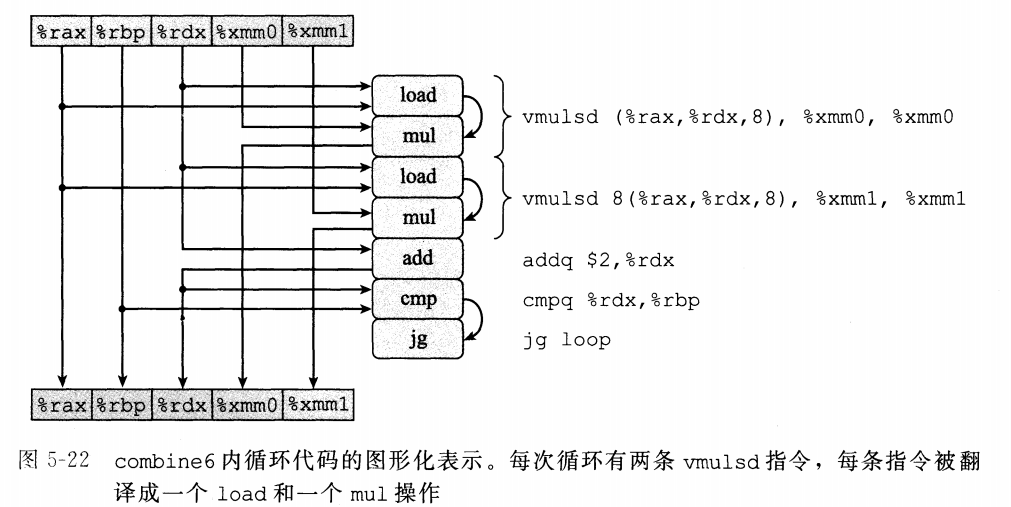 %rax %rbp %rdx %xmm0 %xmm1
load
mul
vmulsd (%rax,%rdx,8), %xmm0, %xmm0
load
mul
vmulsd 8(%rax,%rdx,8), %xmm1, %xmm1
add
addq $2,%rdx
cmp
cmpq %rdx,%rbp
jg
jg loop
%rax %rbp %rdx %xmm0 %xmm1
图 5-22 combine6 内循环代码的图形化表示。每次循环有两条 vmulsd 指令，每条指令被翻
译成一个 load 和一个 mul 操作